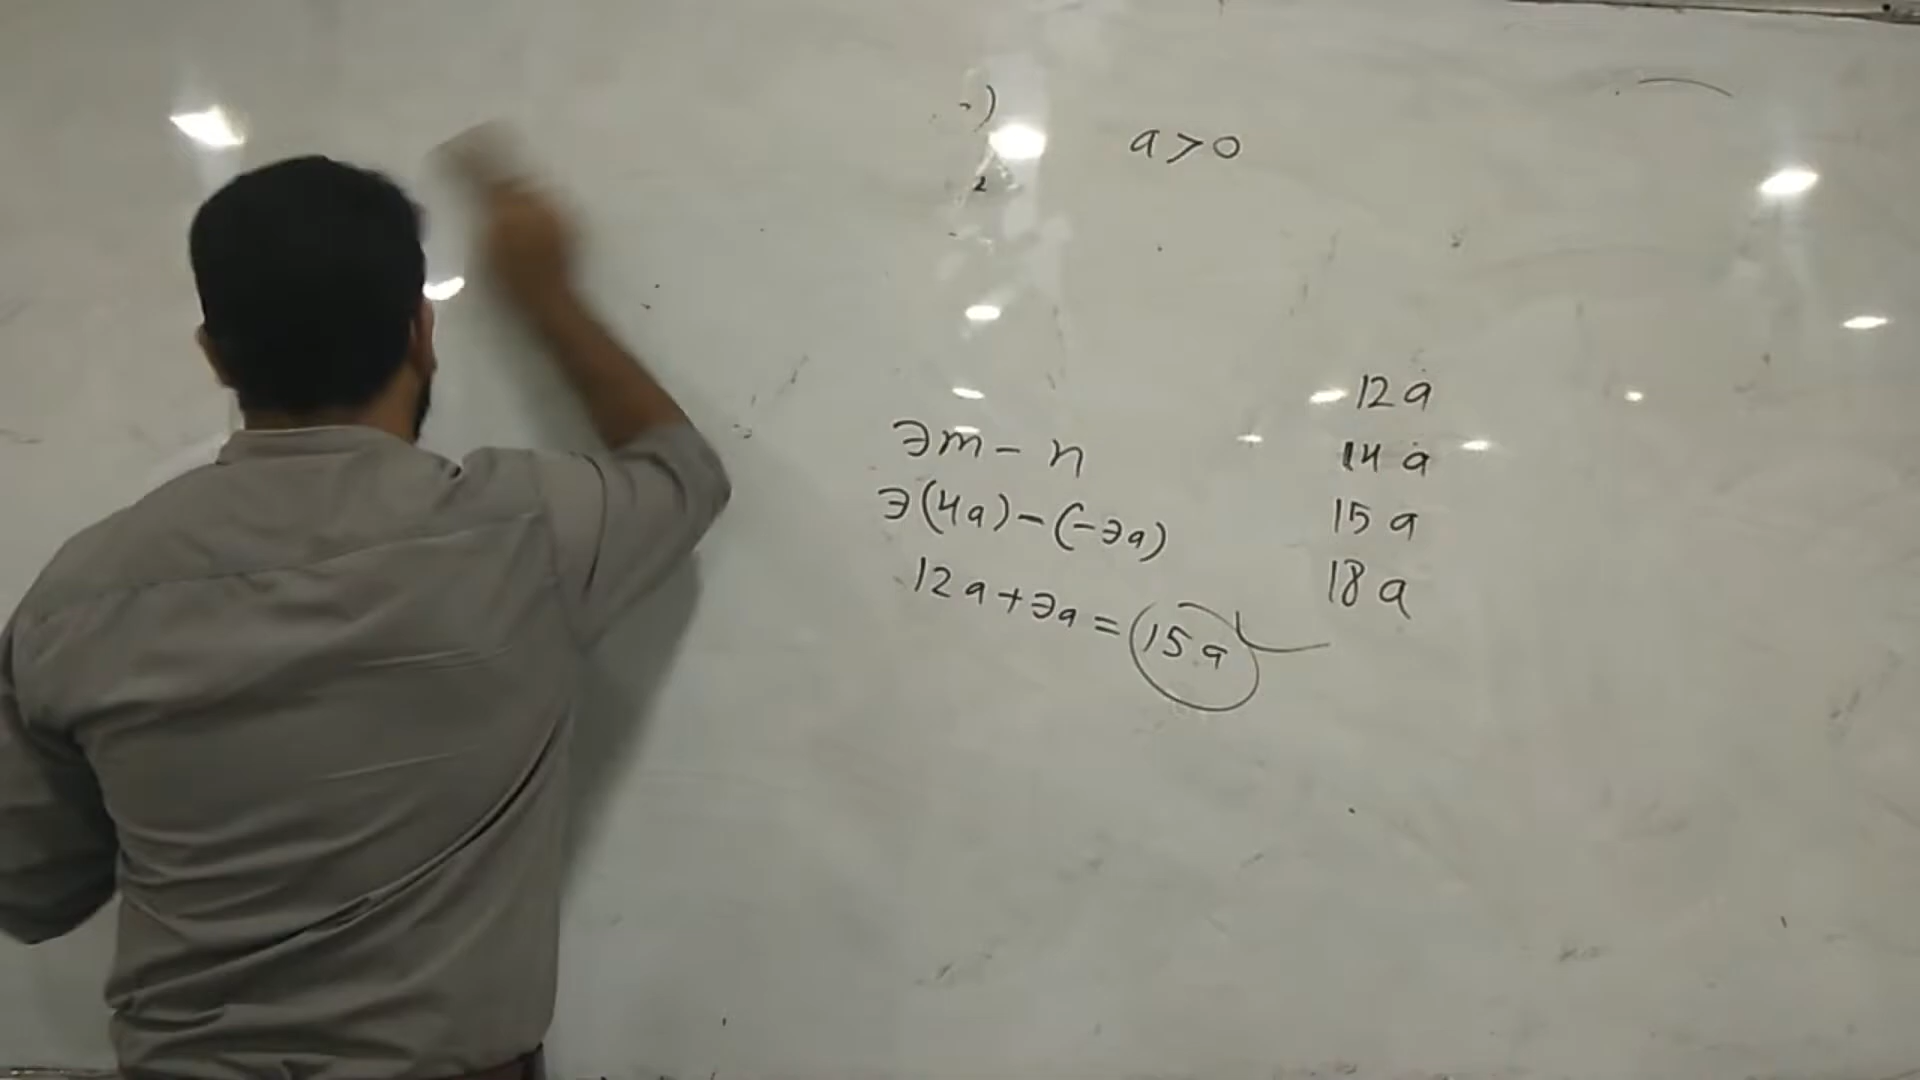 a > 0
3m - n
3(4a) - (-3a)
12a + 3a = 15a
12a
14a
15a
18a